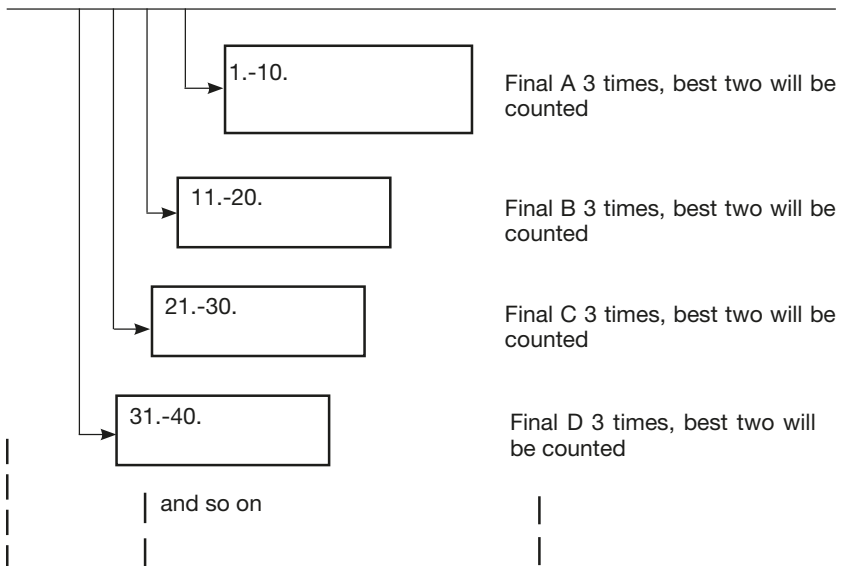 1.-10.
Final A 3 times, best two will be
counted
11.-20.
Final B 3 times, best two will be
counted
21.-30.
Final C 3 times, best two will be
counted
31.-40.
Final D 3 times, best two will
be counted
and so on